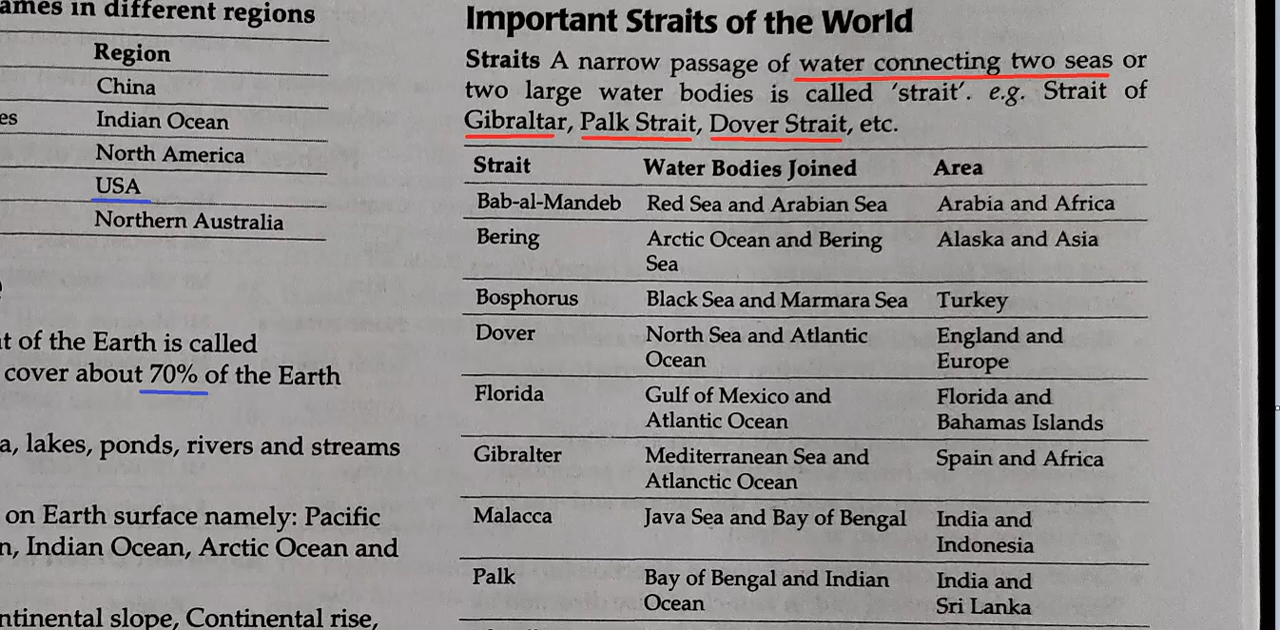 ames in different regions
Region
China
es Indian Ocean
North America
USA
Northern Australia
t of the Earth is called
cover about 70% of the Earth
a, lakes, ponds, rivers and streams
on Earth surface namely: Pacific
n, Indian Ocean, Arctic Ocean and
ntinental slope, Continental rise,
Important Straits of the World
Straits A narrow passage of water connecting two seas or
two large water bodies is called 'strait'. e.g. Strait of
Gibraltar, Palk Strait, Dover Strait, etc.
Strait Water Bodies Joined Area
Bab-al-Mandeb Red Sea and Arabian Sea Arabia and Africa
Bering Arctic Ocean and Bering Alaska and Asia
Sea
Bosphorus Black Sea and Marmara Sea Turkey
Dover North Sea and Atlantic England and
Ocean Europe
Florida Gulf of Mexico and Florida and
Atlantic Ocean Bahamas Islands
Gibralter Mediterranean Sea and Spain and Africa
Atlanctic Ocean
Malacca Java Sea and Bay of Bengal India and
Indonesia
Palk Bay of Bengal and Indian India and
Ocean Sri Lanka